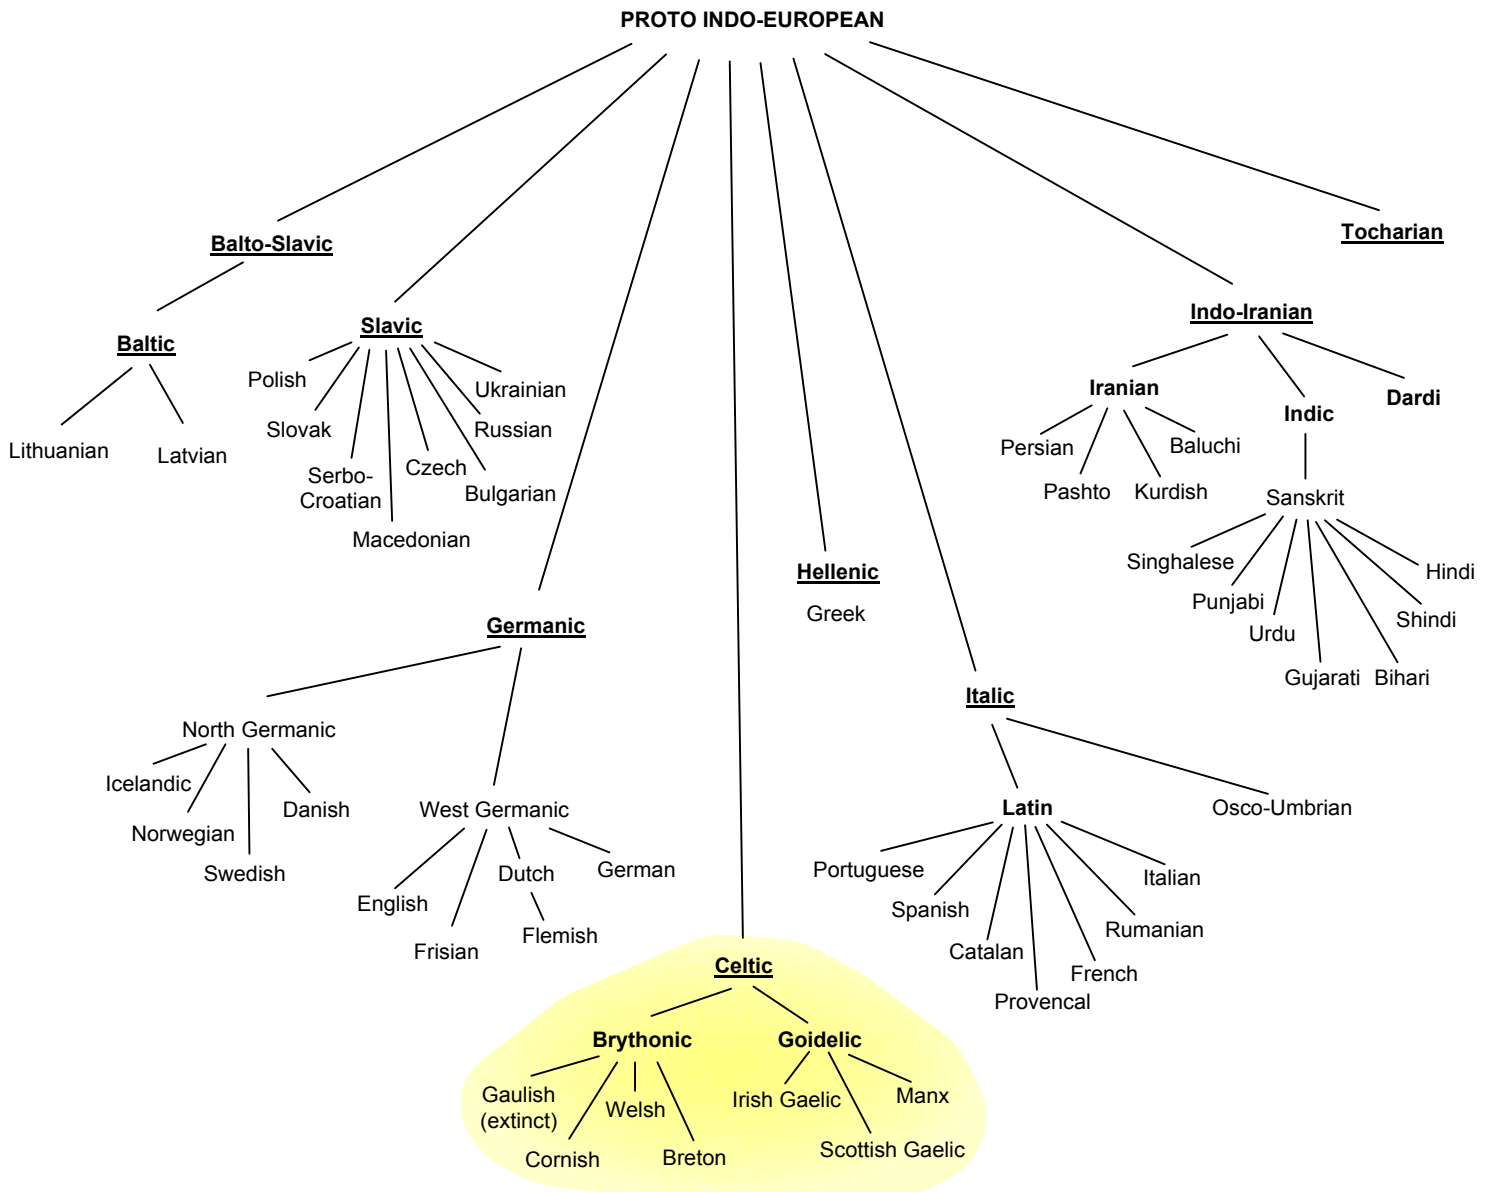 PROTO INDO-EUROPEAN
Balto-Slavic
Tocharian
Baltic
Slavic
Indo-Iranian
Lithuanian
Latvian
Polish
Slovak
Serbo-
Croatian
Macedonian
Czech
Bulgarian
Russian
Ukrainian
Iranian
Indic
Dardi
Persian
Pashto
Kurdish
Baluchi
Sanskrit
Singhalese
Punjabi
Urdu
Gujarati
Bihari
Shindi
Hindi
Hellenic
Greek
Germanic
North Germanic
Icelandic
Norwegian
Swedish
Danish
West Germanic
English
Frisian
Dutch
Flemish
German
Italic
Latin
Osco-Umbrian
Portuguese
Spanish
Catalan
Provencal
French
Rumanian
Italian
Celtic
Brythonic
Goidelic
Gaulish
(extinct)
Cornish
Welsh
Breton
Irish Gaelic
Scottish Gaelic
Manx